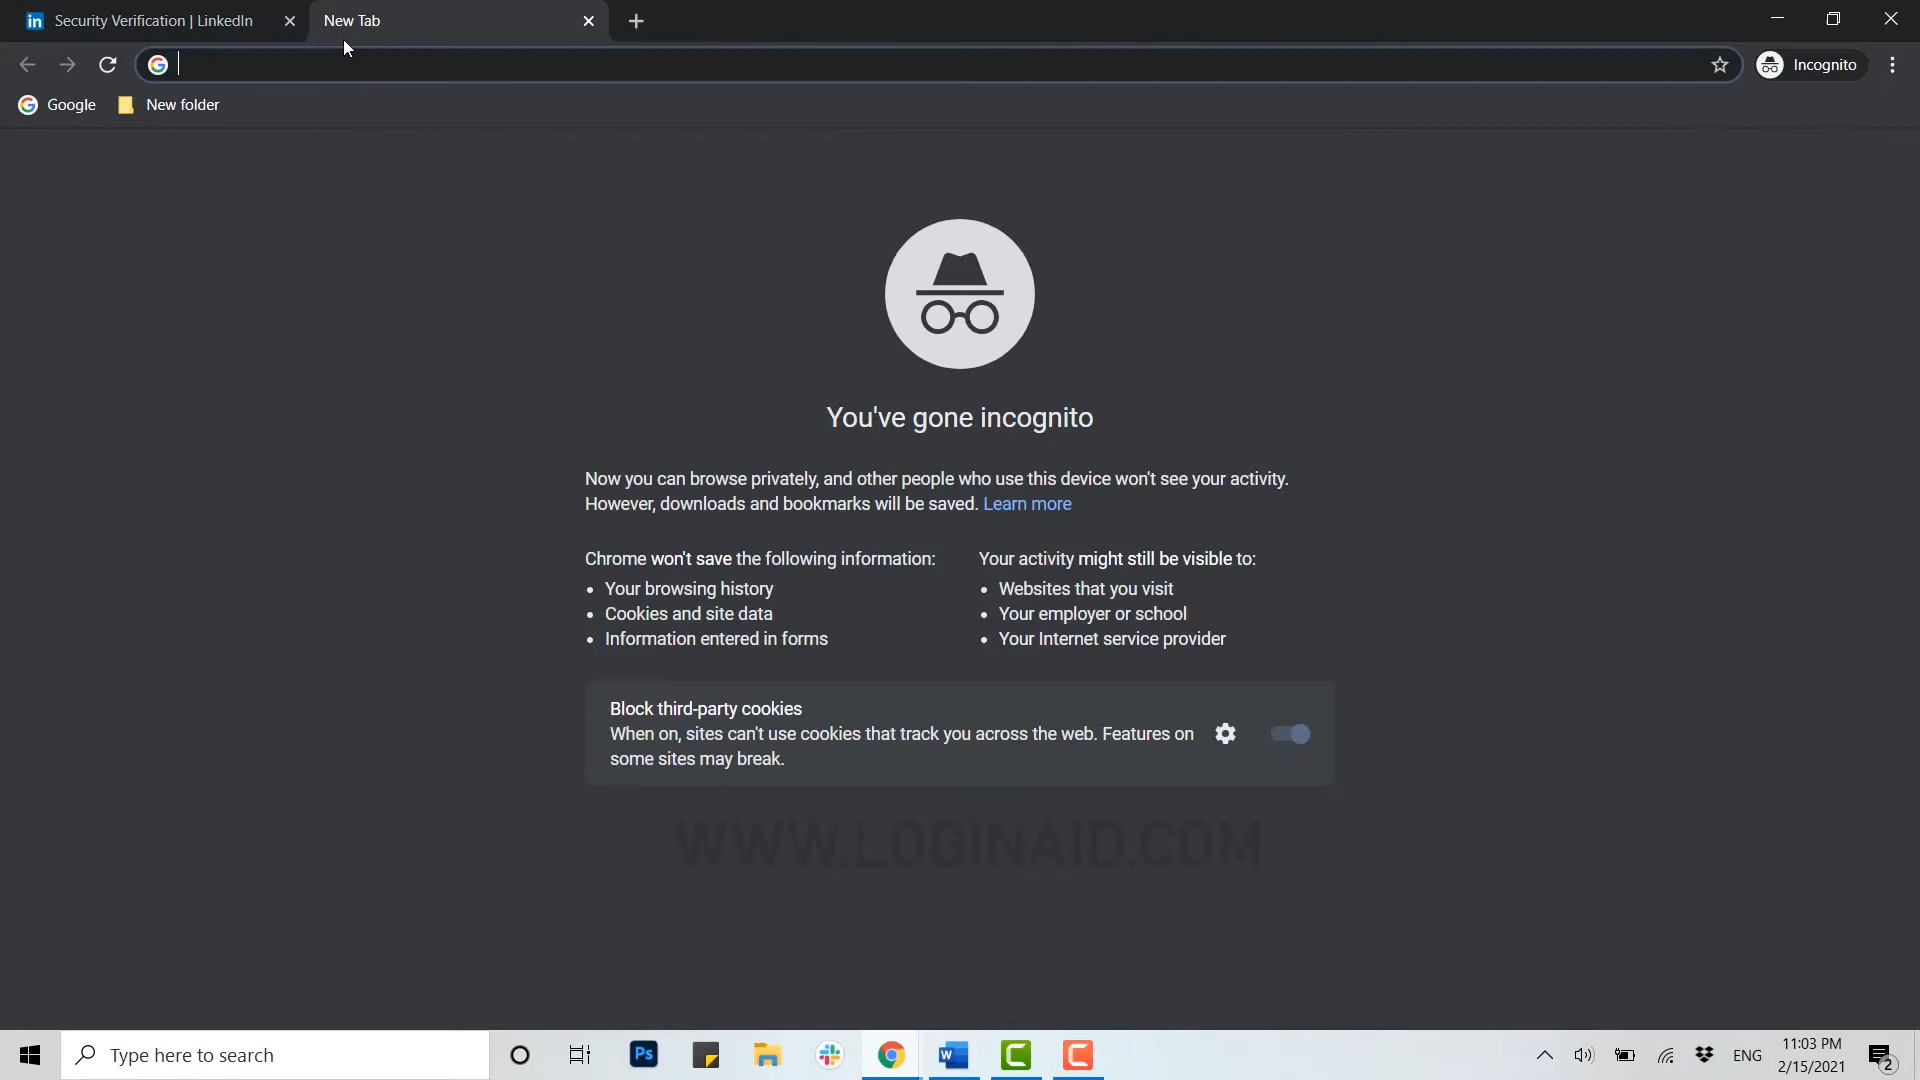 in Security Verification | LinkedIn
New Tab
Incognito
Google
New folder
You've gone incognito
Now you can browse privately, and other people who use this device won't see your activity.
However, downloads and bookmarks will be saved. Learn more
Chrome won't save the following information:
Your browsing history
Cookies and site data
Information entered in forms
Your activity might still be visible to:
Websites that you visit
Your employer or school
Your Internet service provider
Block third-party cookies
When on, sites can't use cookies that track you across the web. Features on
some sites may break.
WWW.LOGINAID.COM
Type here to search
Ps
W
ENG
11:03 PM
2/15/2021
2